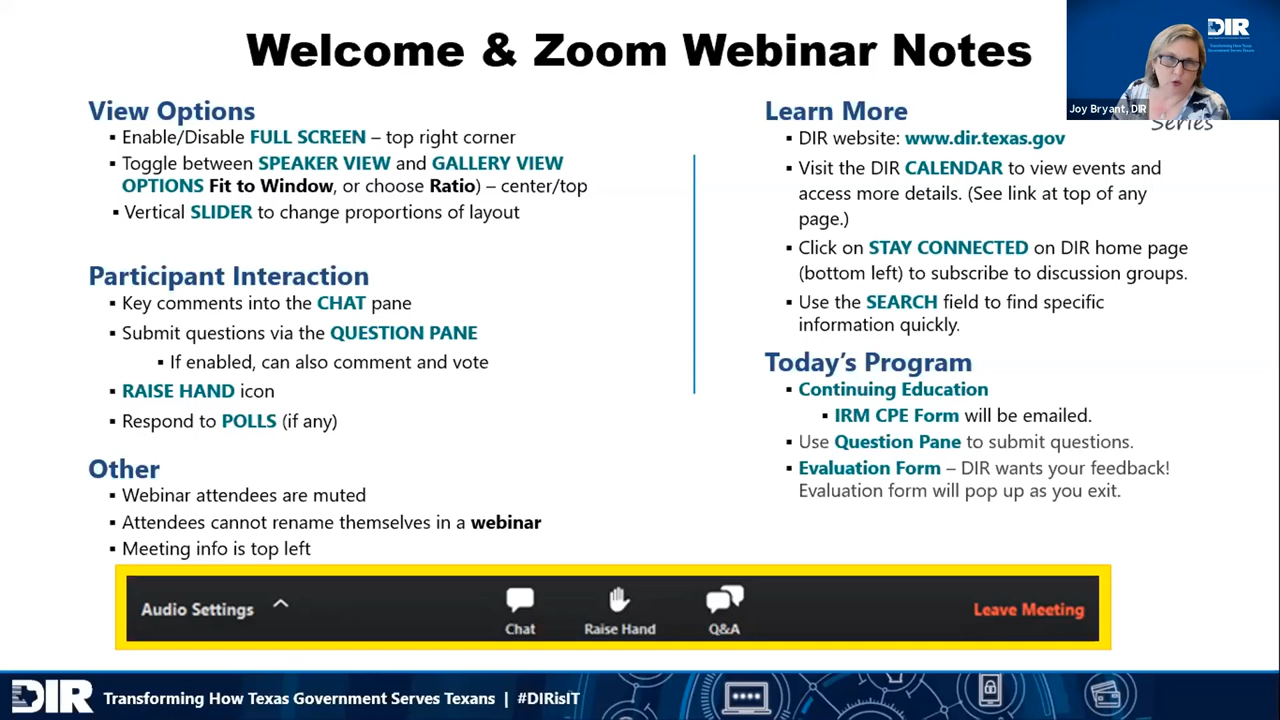 Welcome & Zoom Webinar Notes
DIR
Joy Bryant, DIR
Series
View Options
▪ Enable/Disable FULL SCREEN – top right corner
▪ Toggle between SPEAKER VIEW and GALLERY VIEW
OPTIONS Fit to Window, or choose Ratio) – center/top
▪ Vertical SLIDER to change proportions of layout
Participant Interaction
▪ Key comments into the CHAT pane
▪ Submit questions via the QUESTION PANE
▪ If enabled, can also comment and vote
▪ RAISE HAND icon
▪ Respond to POLLS (if any)
Other
▪ Webinar attendees are muted
▪ Attendees cannot rename themselves in a webinar
▪ Meeting info is top left
Learn More
▪ DIR website: www.dir.texas.gov
▪ Visit the DIR CALENDAR to view events and
access more details. (See link at top of any
page.)
▪ Click on STAY CONNECTED on DIR home page
(bottom left) to subscribe to discussion groups.
▪ Use the SEARCH field to find specific
information quickly.
Today's Program
▪ Continuing Education
▪ IRM CPE Form will be emailed.
▪ Use Question Pane to submit questions.
▪ Evaluation Form – DIR wants your feedback!
Evaluation form will pop up as you exit.
Audio Settings
Chat
Raise Hand
Q&A
Leave Meeting
DIR Transforming How Texas Government Serves Texans | #DIRisIT